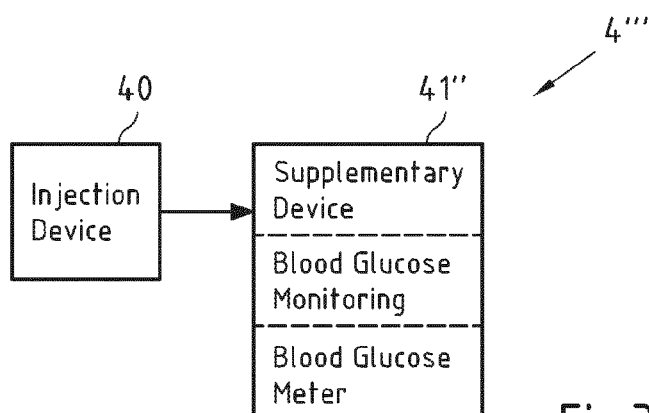 4'''
40
41''
Injection
Device
Supplementary
Device
Blood Glucose
Monitoring
Blood Glucose
Meter